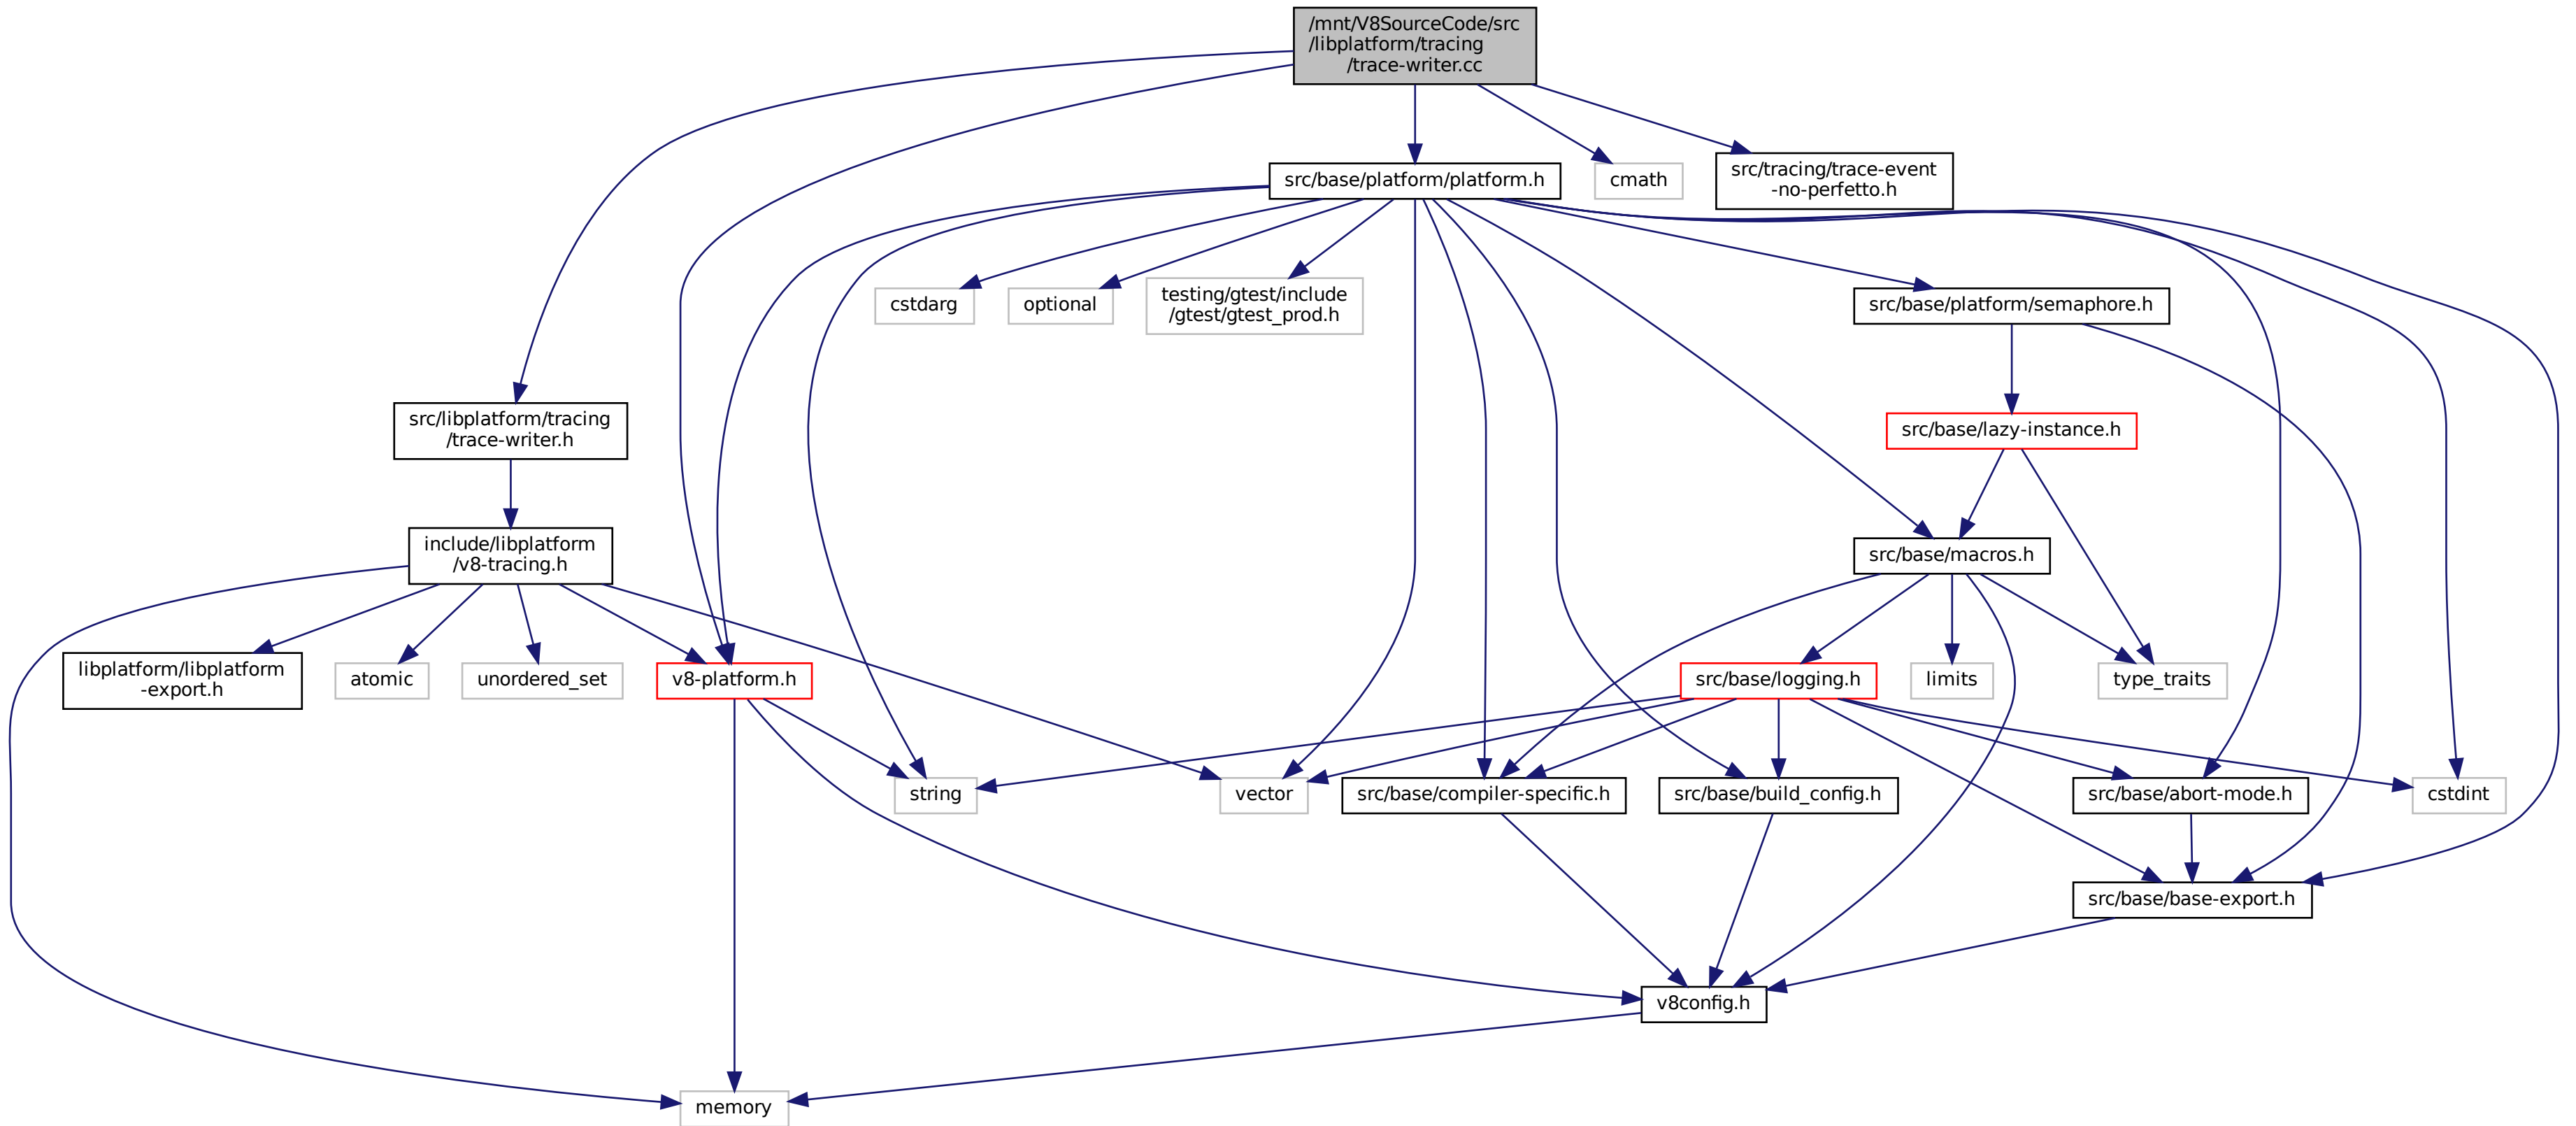 /mnt/V8SourceCode/src
/libplatform/tracing
/trace-writer.cc
src/base/platform/platform.h
cmath
src/tracing/trace-event
-no-perfetto.h
cstdarg
optional
testing/gtest/include
/gtest/gtest_prod.h
src/base/platform/semaphore.h
src/libplatform/tracing
/trace-writer.h
src/base/lazy-instance.h
include/libplatform
/v8-tracing.h
src/base/macros.h
libplatform/libplatform
-export.h
atomic
unordered_set
v8-platform.h
src/base/logging.h
limits
type_traits
string
vector
src/base/compiler-specific.h
src/base/build_config.h
src/base/abort-mode.h
cstdint
src/base/base-export.h
v8config.h
memory